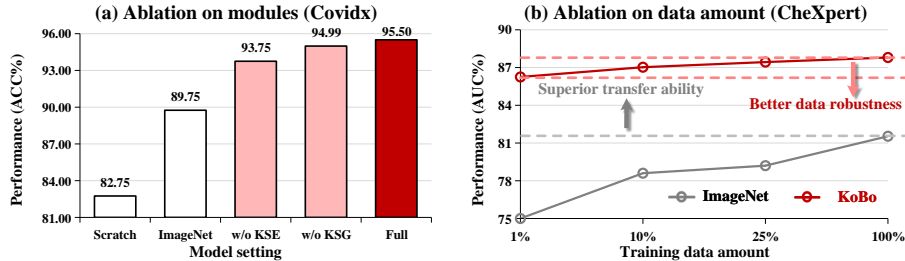 (a) Ablation on modules (Covidx)
Performance (ACC%)
96.00
93.00
90.00
87.00
84.00
81.00
82.75
89.75
93.75
94.99
95.50
Scratch ImageNet w/o KSE w/o KSG Full
Model setting
(b) Ablation on data amount (CheXpert)
Performance (AUC%)
90
87
84
81
78
75
Superior transfer ability
Better data robustness
ImageNet KoBo
1% 10% 25% 100%
Training data amount